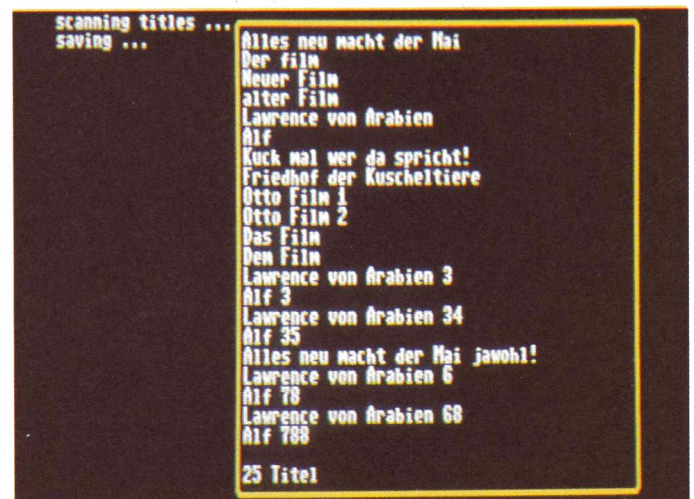 scanning titles ...
saving ...
Alles neu macht der Mai
Der film
Neuer Film
alter Film
Lawrence von Arabien
Alf
Kuck mal wer da spricht!
Friedhof der Kuscheltiere
Otto Film 1
Otto Film 2
Das Film
Dem Film
Lawrence von Arabien 3
Alf 3
Lawrence von Arabien 34
Alf 35
Alles neu macht der Mai jawohl!
Lawrence von Arabien 6
Alf 78
Lawrence von Arabien 68
Alf 788
25 Titel